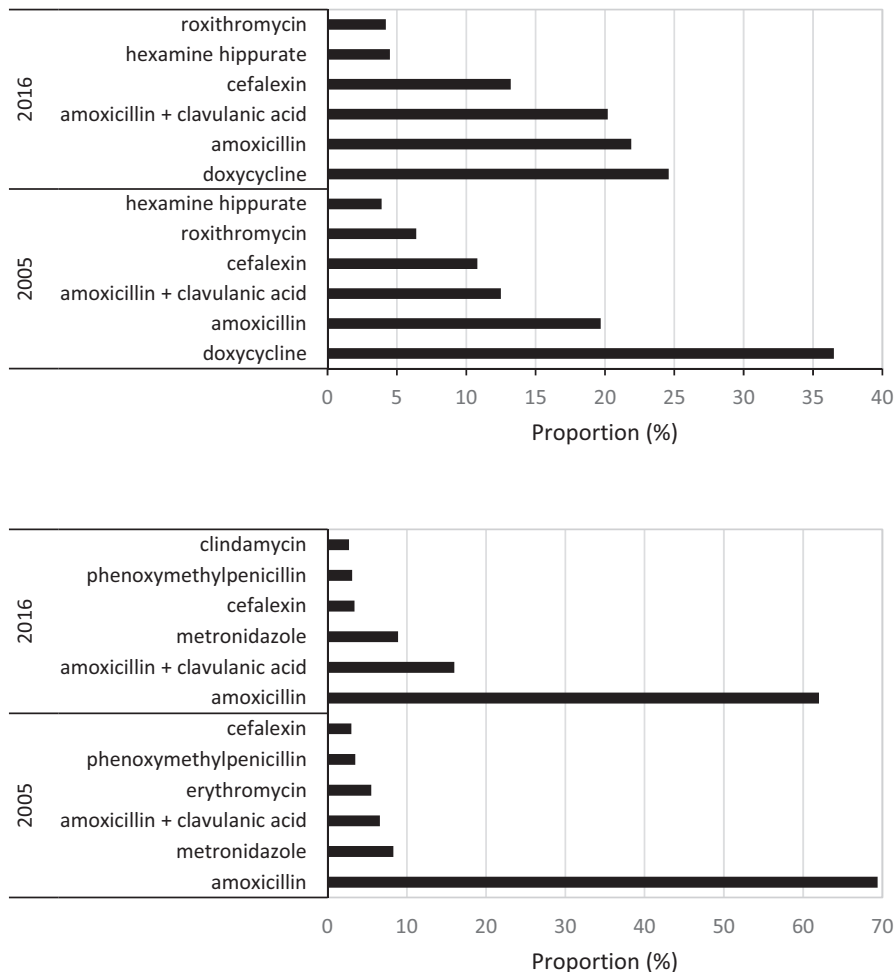 2016
roxithromycin
hexamine hippurate
cefalexin
amoxicillin + clavulanic acid
amoxicillin
doxycycline
2005
hexamine hippurate
roxithromycin
cefalexin
amoxicillin + clavulanic acid
amoxicillin
doxycycline
0 5 10 15 20 25 30 35 40
Proportion (%)
2016
clindamycin
phenoxymethylpenicillin
cefalexin
metronidazole
amoxicillin + clavulanic acid
amoxicillin
2005
cefalexin
phenoxymethylpenicillin
erythromycin
amoxicillin + clavulanic acid
metronidazole
amoxicillin
0 10 20 30 40 50 60 70
Proportion (%)